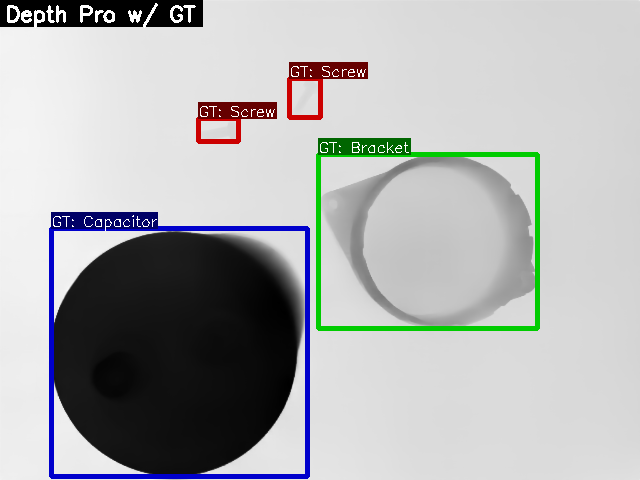 Depth Pro w/ GT
GT: Screw
GT: Screw
GT: Bracket
GT: Capacitor